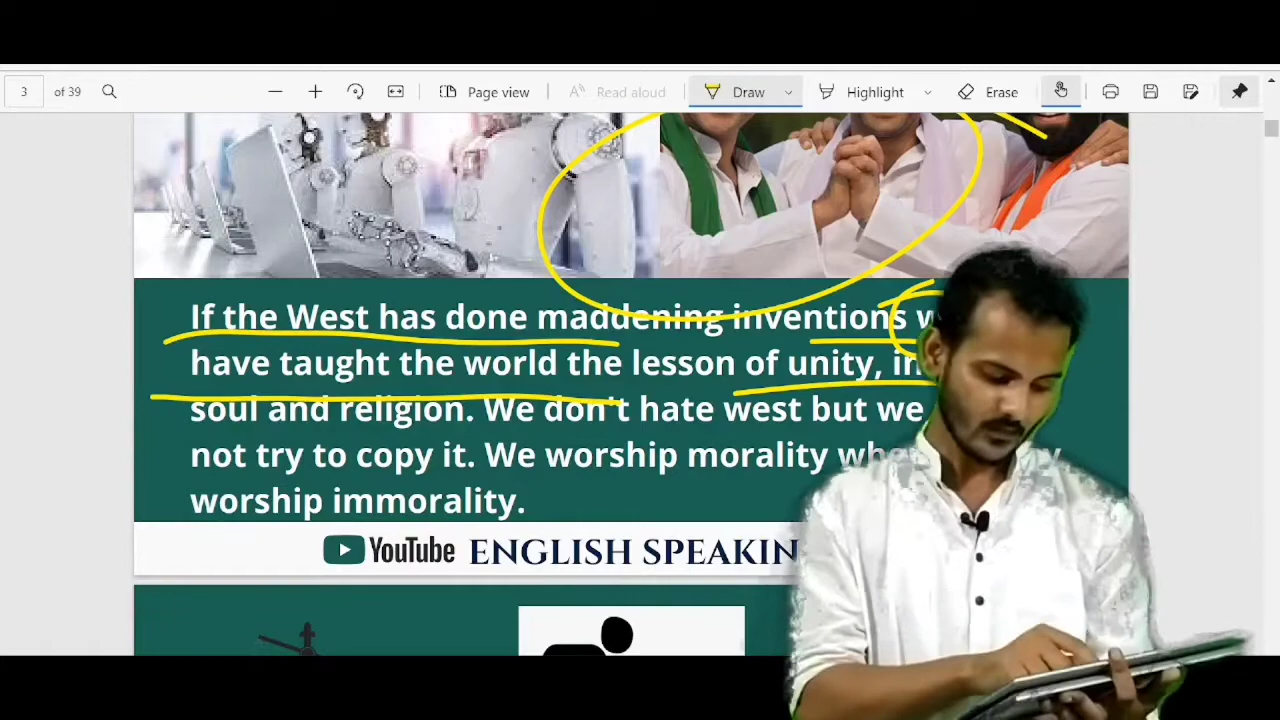 3 of 39 Page view Read aloud Draw Highlight Erase
If the West has done maddening inventions
have taught the world the lesson of unity,
soul and religion. We don't hate west but we
not try to copy it. We worship morality
worship immorality.
YouTube ENGLISH